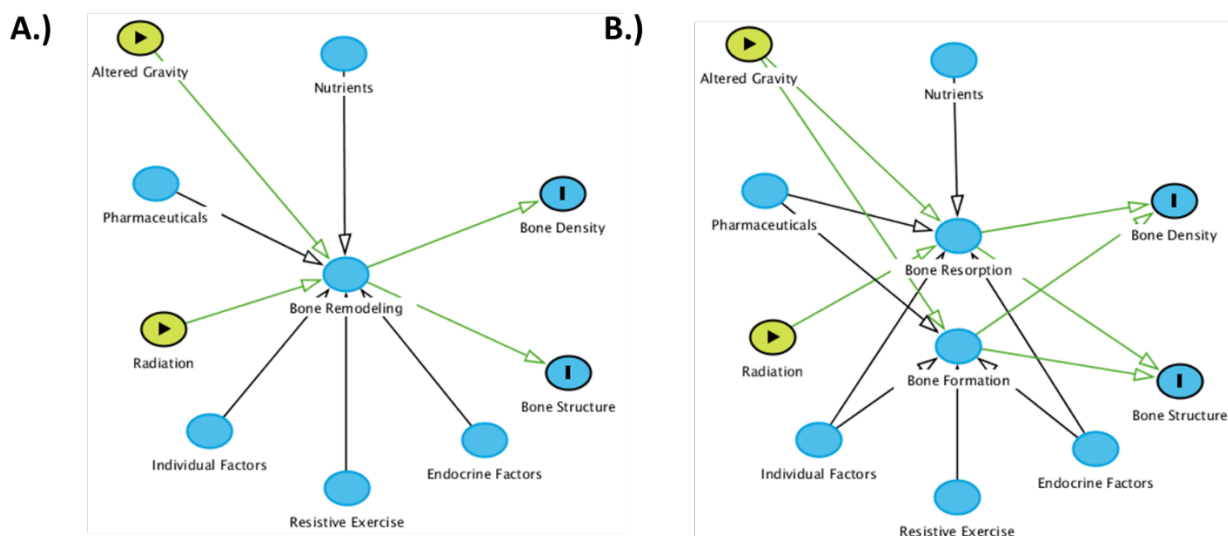 A.)
Altered Gravity
Nutrients
Pharmaceuticals
Bone Density
Bone Remodeling
Radiation
Bone Structure
Individual Factors
Endocrine Factors
Resistive Exercise
B.)
Altered Gravity
Nutrients
Pharmaceuticals
Bone Density
Bone Resorption
Radiation
Bone Formation
Bone Structure
Individual Factors
Endocrine Factors
Resistive Exercise